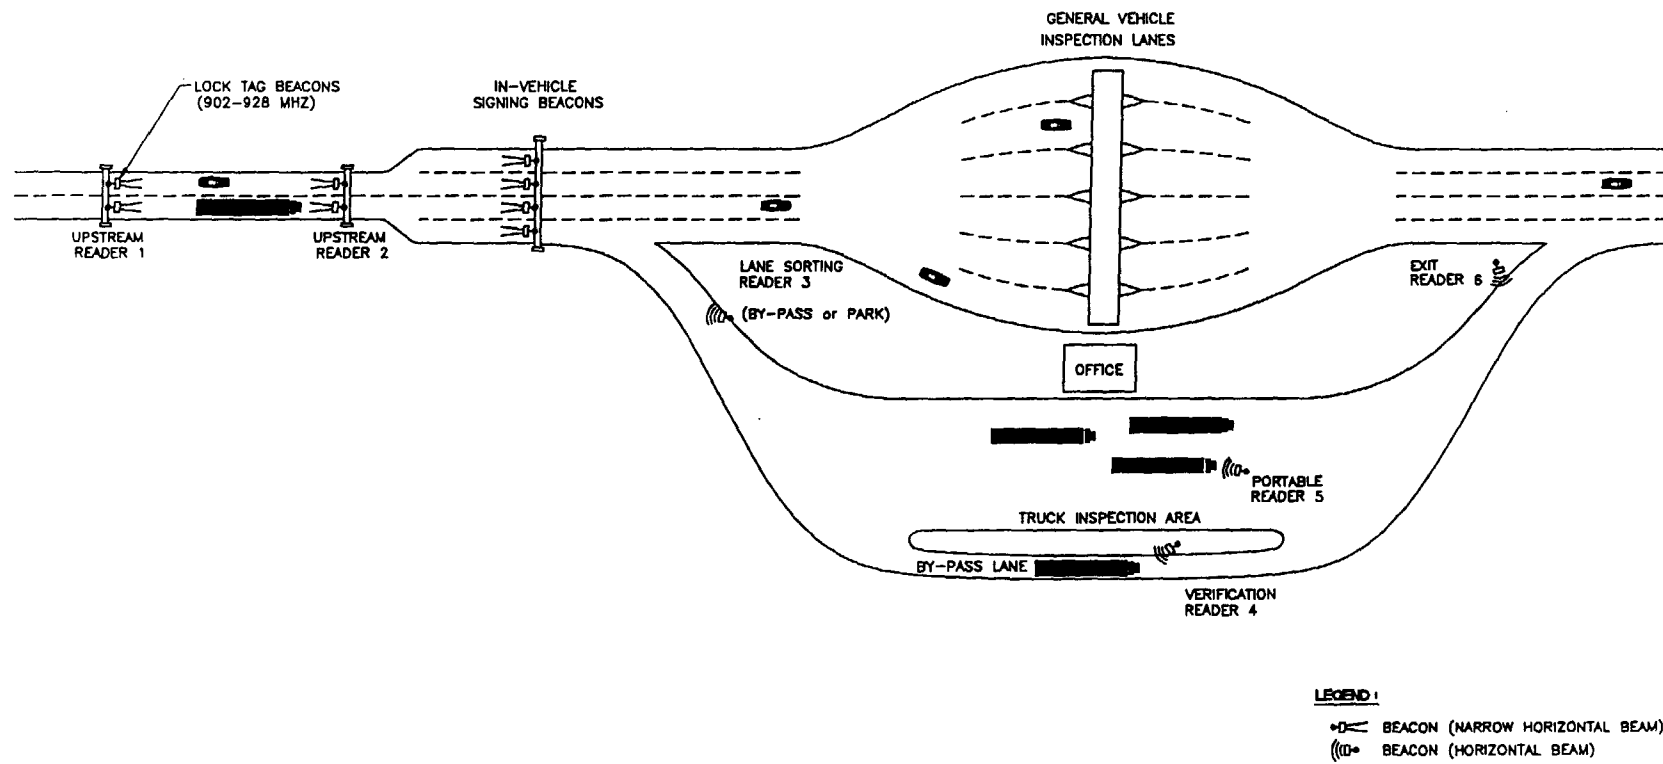 GENERAL VEHICLE
INSPECTION LANES
LOCK TAG BEACONS
(902-928 MHZ)
IN-VEHICLE
SIGNING BEACONS
UPSTREAM
READER 1
UPSTREAM
READER 2
LANE SORTING
READER 3
(BY-PASS or PARK)
EXIT
READER 6
OFFICE
PORTABLE
READER 5
TRUCK INSPECTION AREA
BY-PASS LANE
VERIFICATION
READER 4
LEGEND:
BEACON (NARROW HORIZONTAL BEAM)
BEACON (HORIZONTAL BEAM)